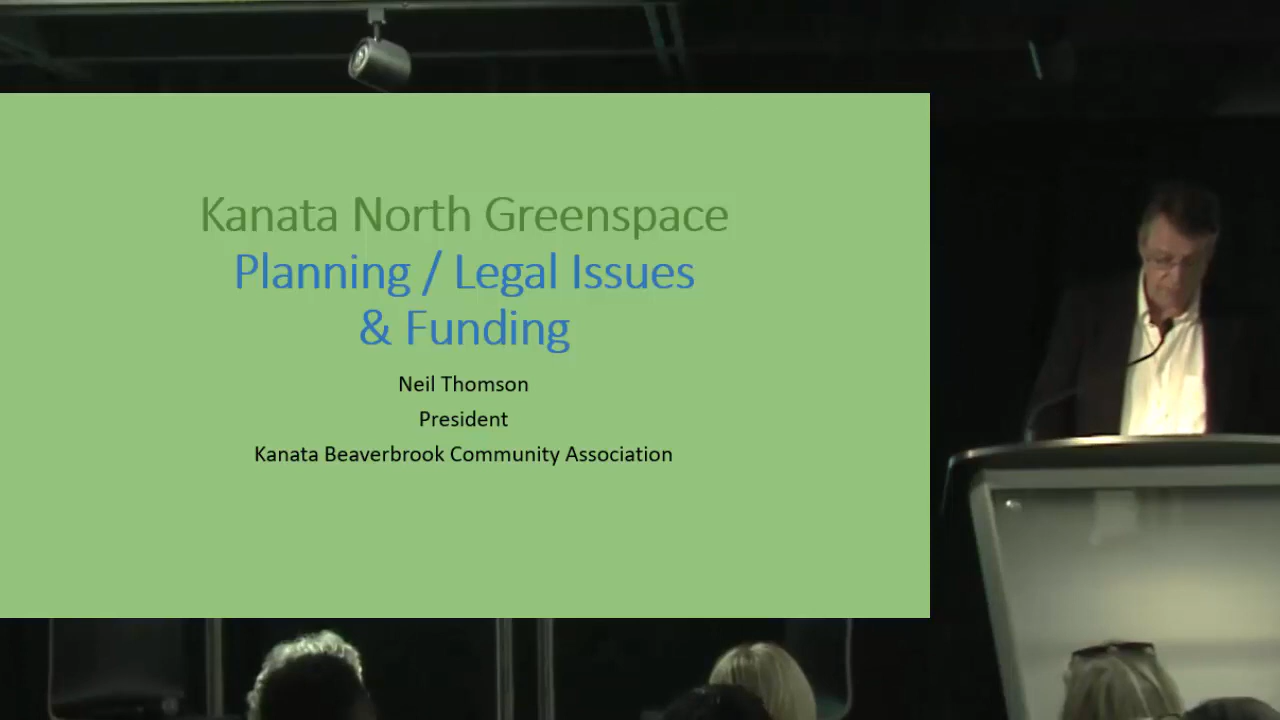 Kanata North Greenspace
Planning / Legal Issues
& Funding
Neil Thomson
President
Kanata Beaverbrook Community Association